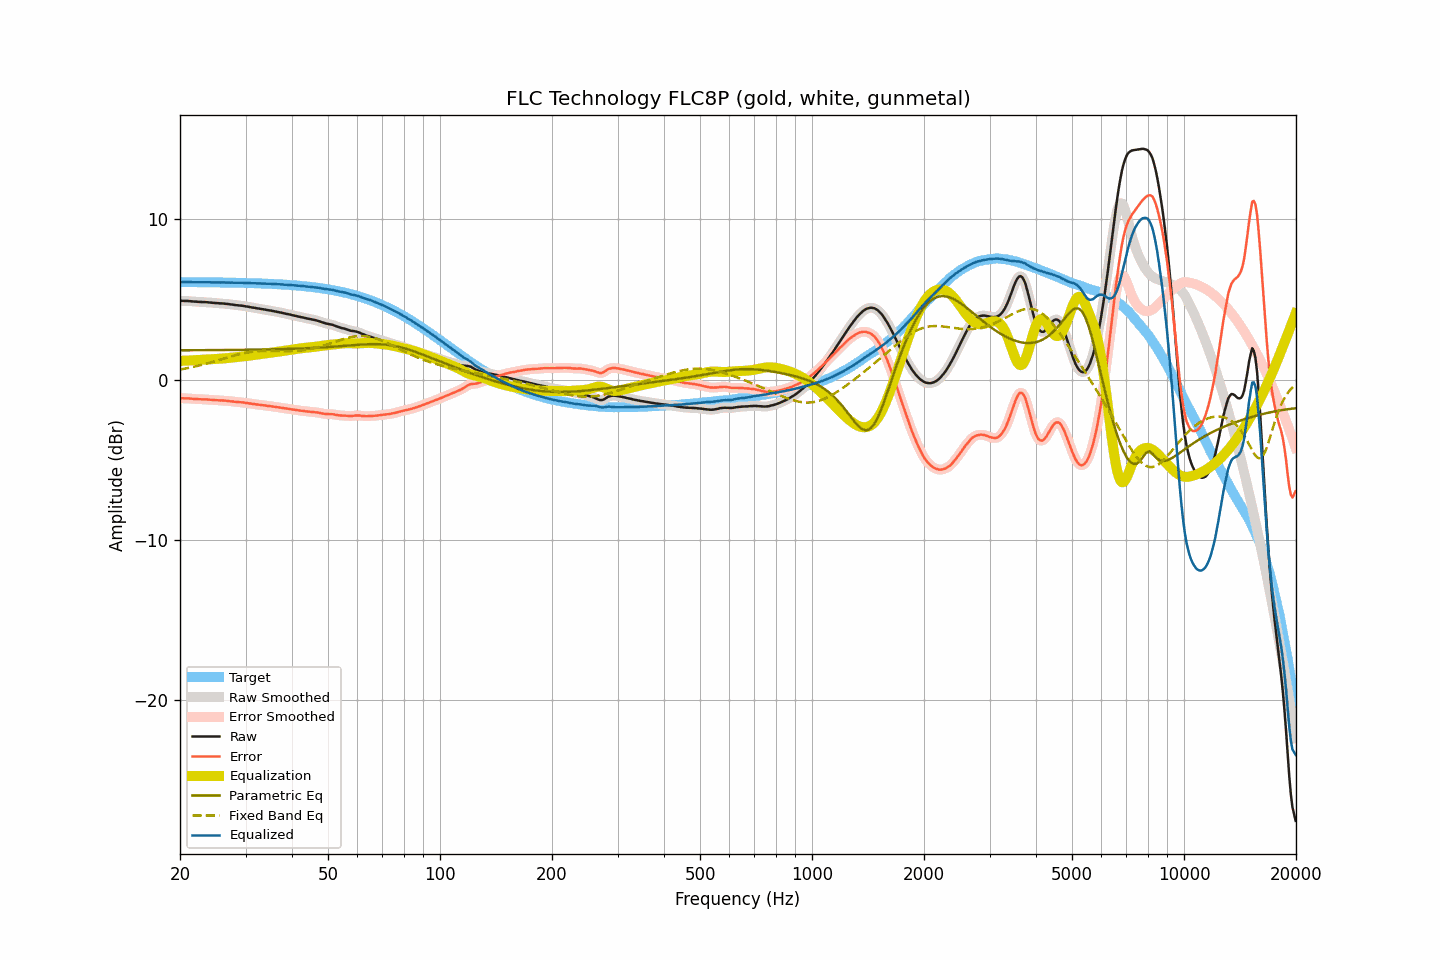 FLC Technology FLC8P (gold, white, gunmetal)
Amplitude (dBr)
10
0
−10
−20
Target
Raw Smoothed
Error Smoothed
Raw
Error
Equalization
Parametric Eq
Fixed Band Eq
Equalized
20 50 100 200 500 1000 2000 5000 10000 20000
Frequency (Hz)